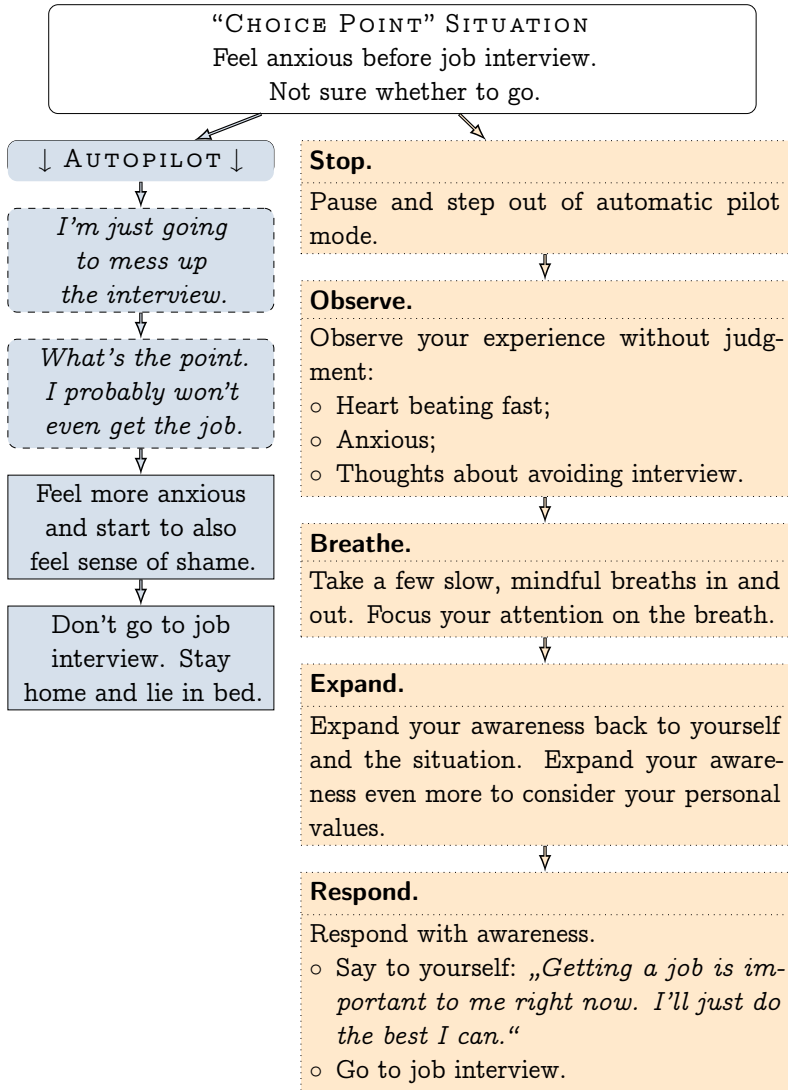 “Choice Point” Situation
Feel anxious before job interview.
Not sure whether to go.
↓ Autopilot ↓
I'm just going
to mess up
the interview.
What's the point.
I probably won't
even get the job.
Feel more anxious
and start to also
feel sense of shame.
Don't go to job
interview. Stay
home and lie in bed.
Stop.
Pause and step out of automatic pilot
mode.
Observe.
Observe your experience without judg-
ment:
○ Heart beating fast;
○ Anxious;
○ Thoughts about avoiding interview.
Breathe.
Take a few slow, mindful breaths in and
out. Focus your attention on the breath.
Expand.
Expand your awareness back to yourself
and the situation. Expand your aware-
ness even more to consider your personal
values.
Respond.
Respond with awareness.
○ Say to yourself: „Getting a job is im-
portant to me right now. I'll just do
the best I can.“
○ Go to job interview.